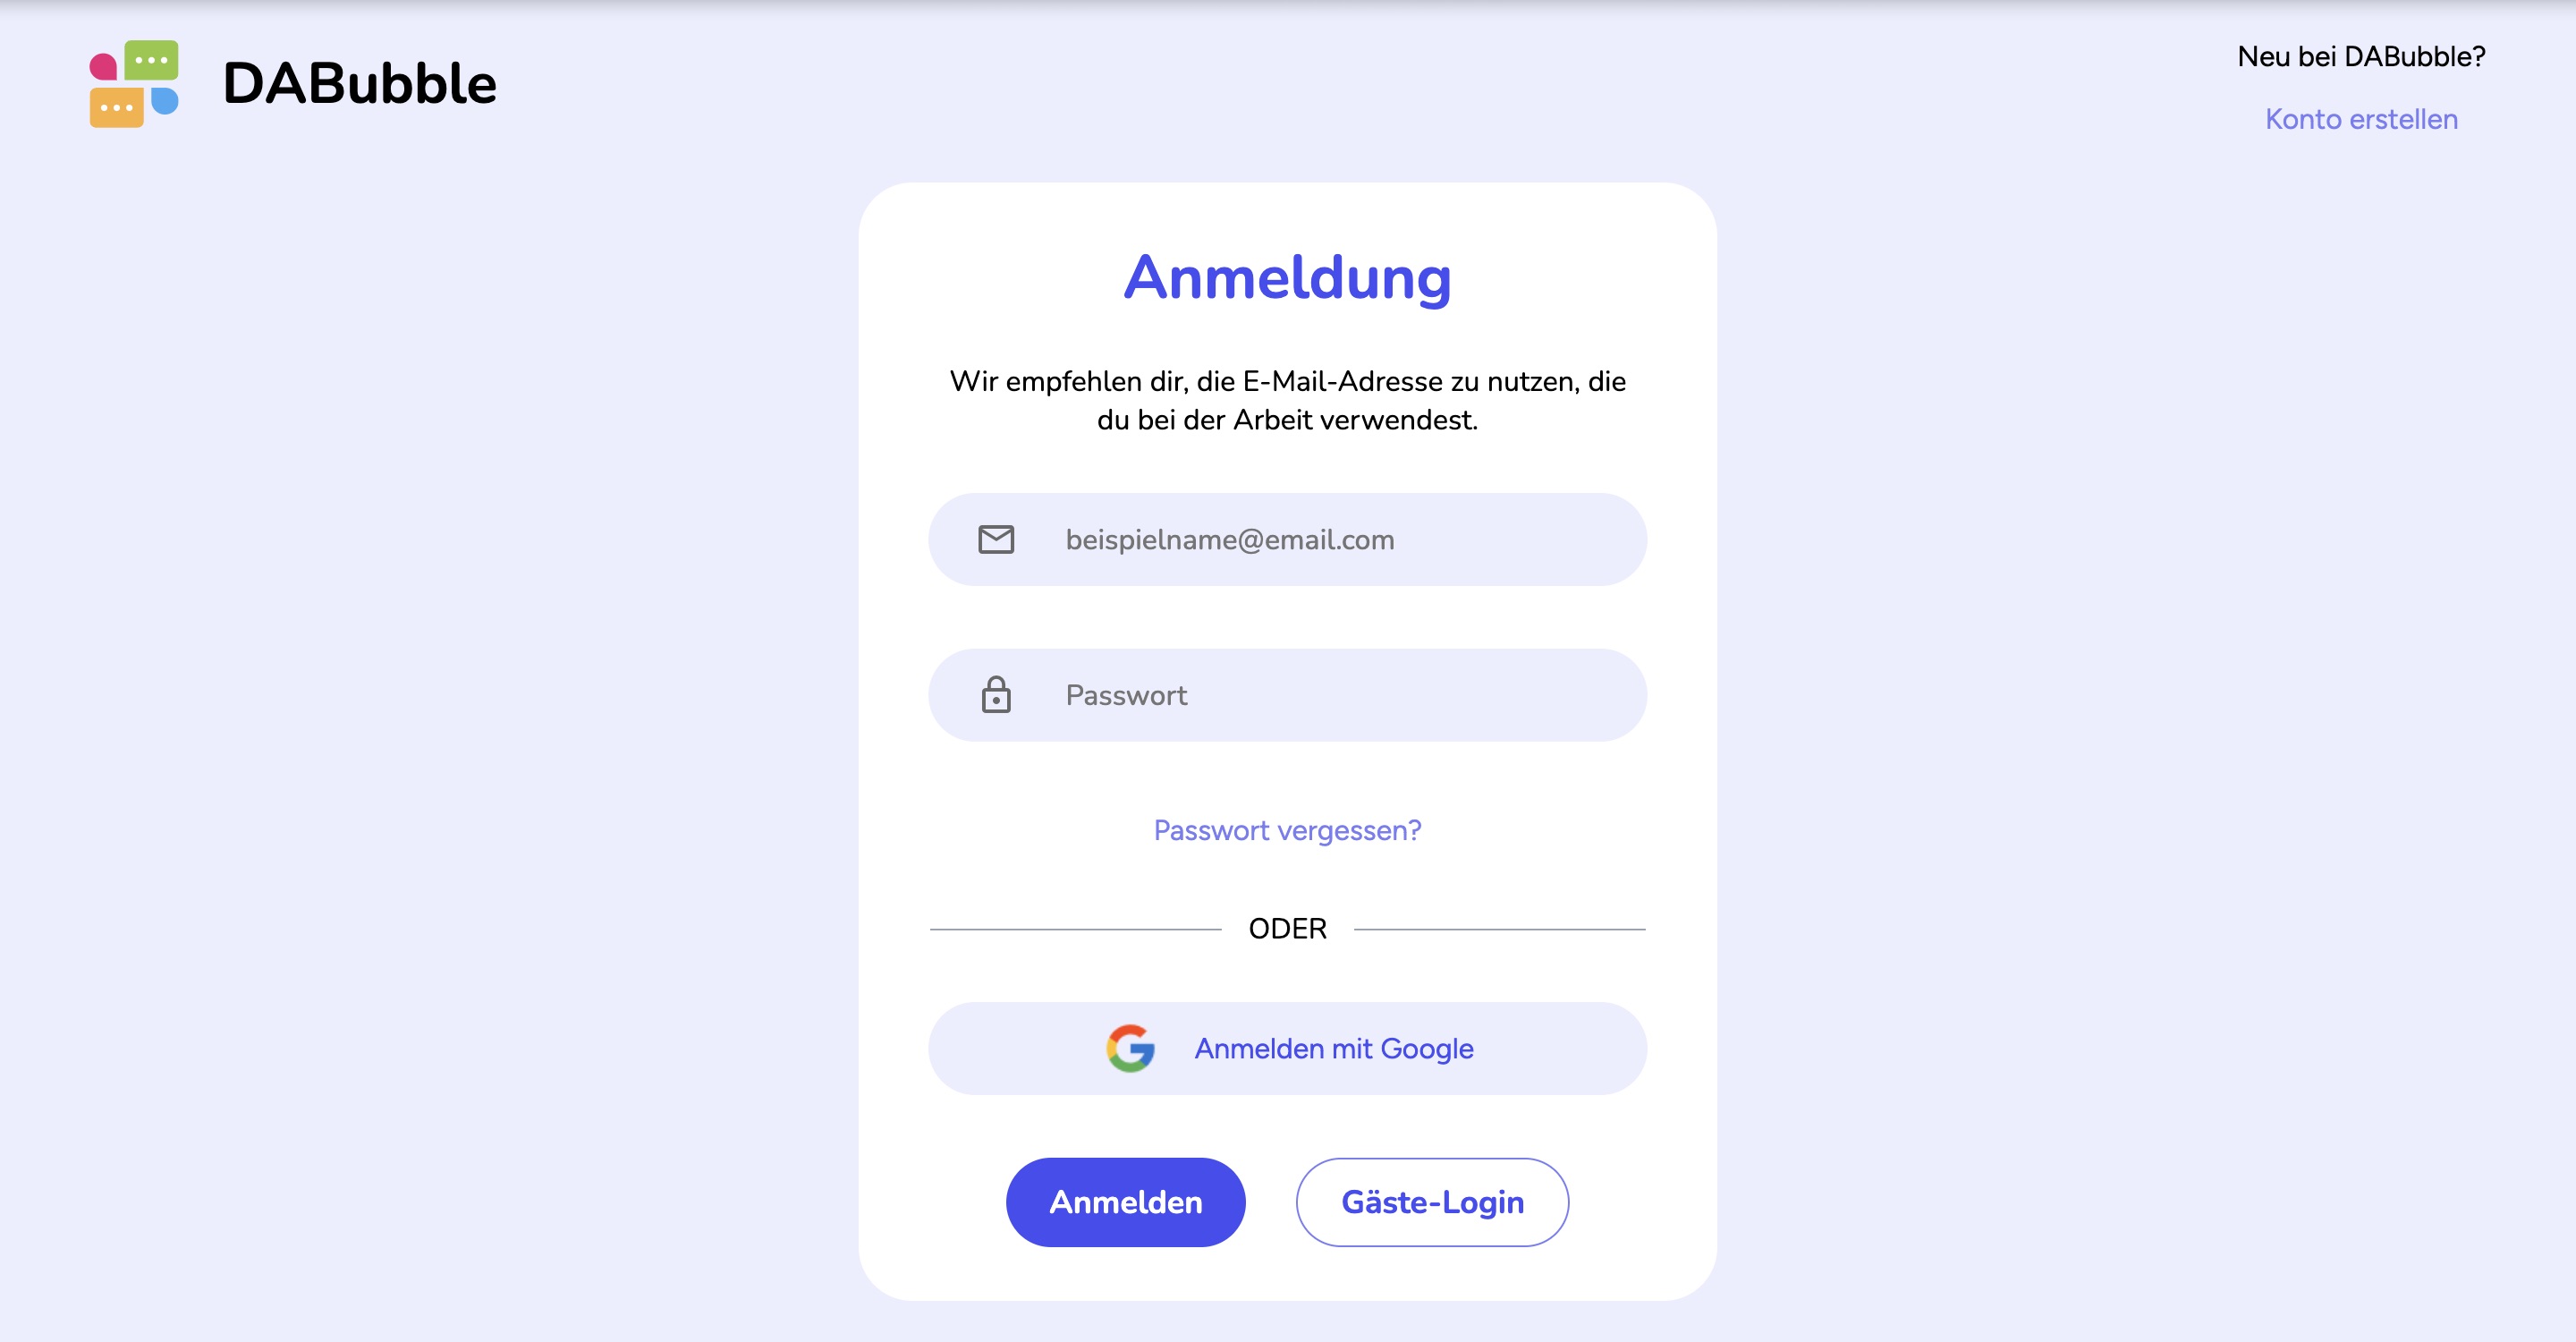 DABubble
Neu bei DABubble?
Konto erstellen
Anmeldung
Wir empfehlen dir, die E-Mail-Adresse zu nutzen, die
du bei der Arbeit verwendest.
beispielname@email.com
Passwort
Passwort vergessen?
ODER
Anmelden mit Google
Anmelden
Gäste-Login